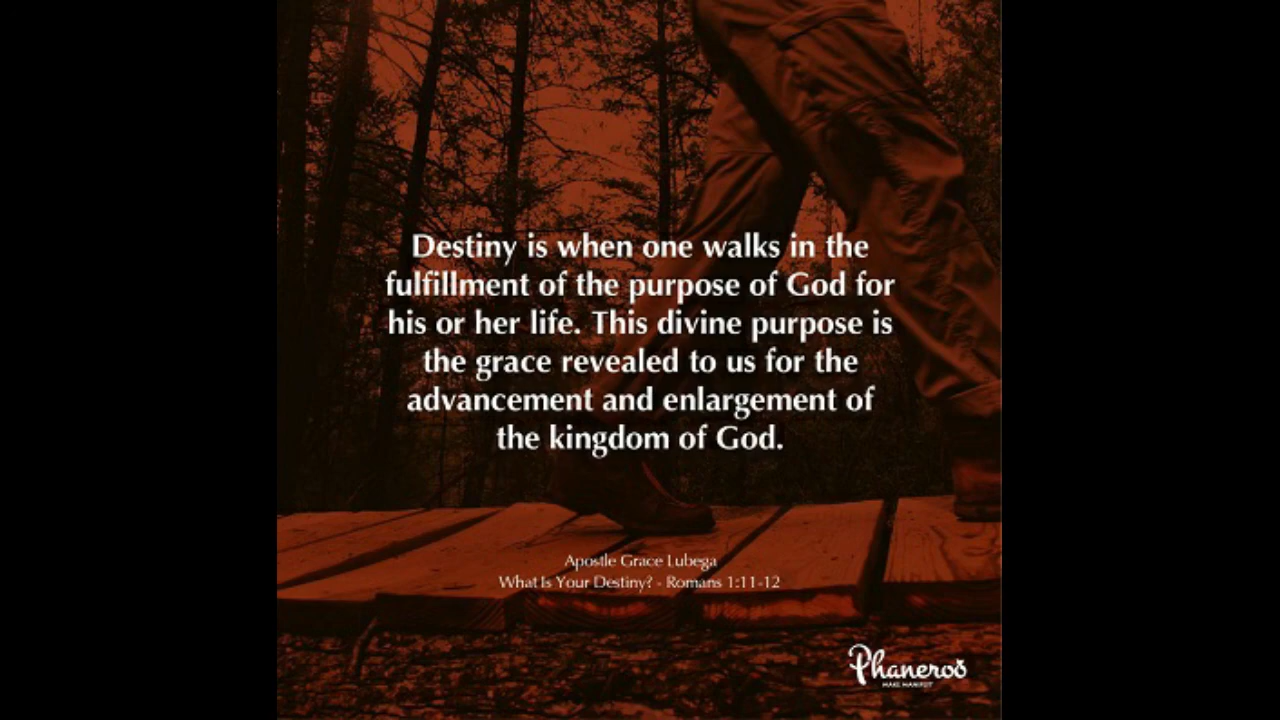 Destiny is when one walks in the
fulfillment of the purpose of God for
his or her life. This divine purpose is
the grace revealed to us for the
advancement and enlargement of
the kingdom of God.
Apostle Grace Lubega
What Is Your Destiny? - Romans 1:11-12
Phaneroo
MAKE MANIFEST